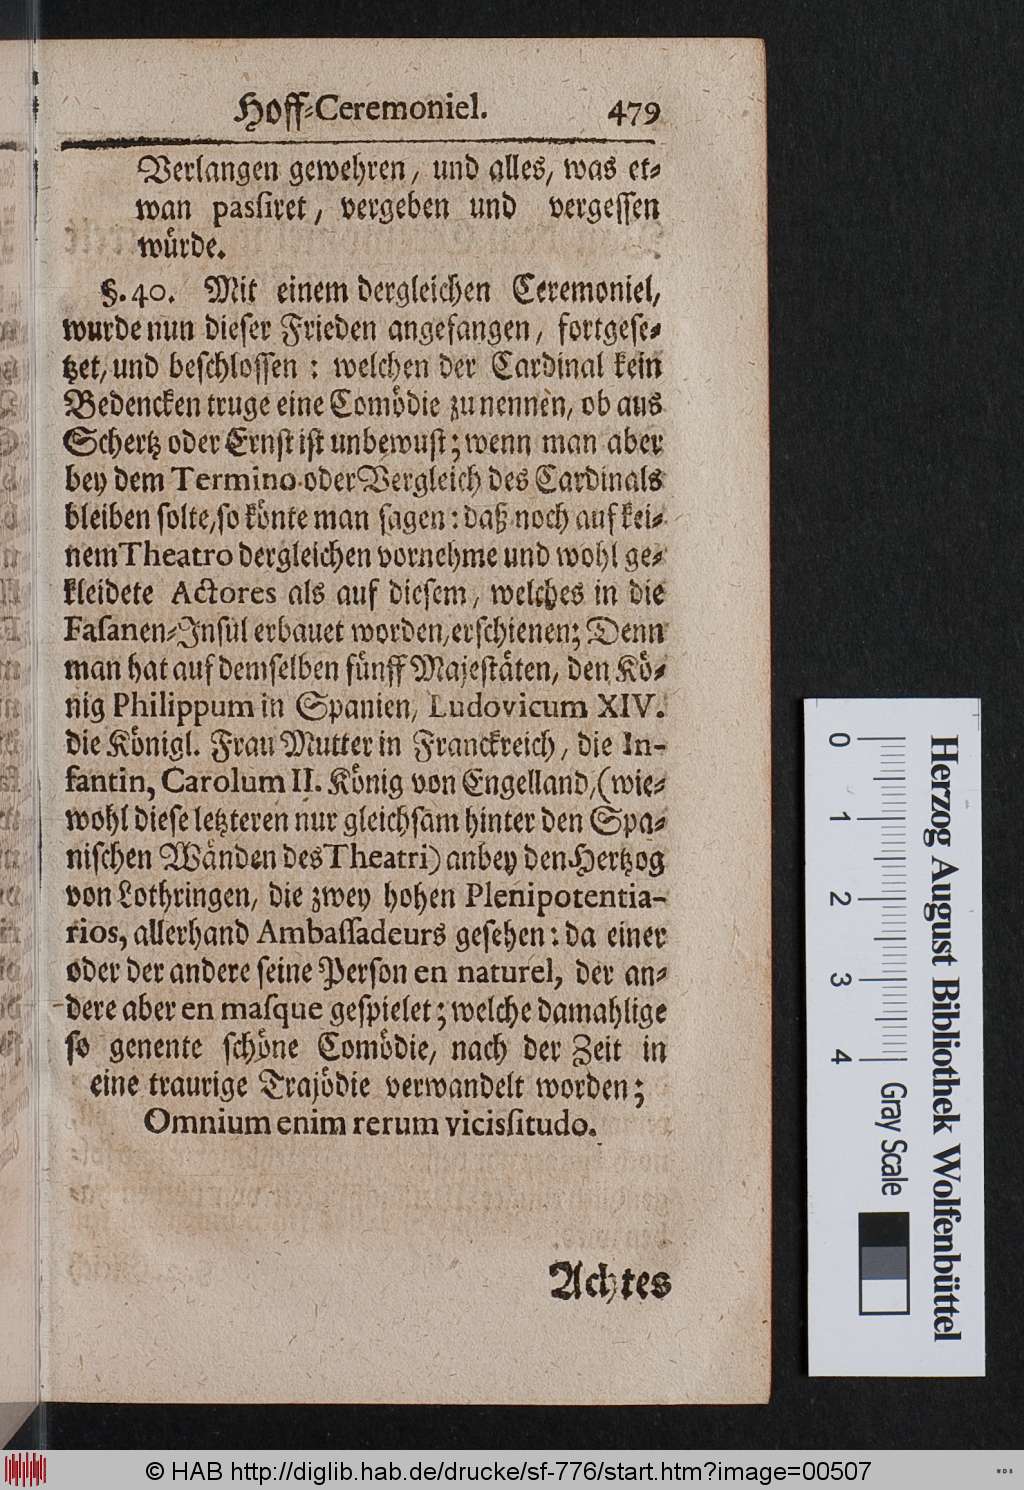 Hoff-Ceremoniel. 479
Verlangen gewehren, und alles, was et-
wan passiret, vergeben und vergessen
würde.
§. 40. Mit einem dergleichen Ceremoniel,
wurde nun dieser Frieden angefangen, fortgese-
tzet, und beschlossen: welchen der Cardinal kein
Bedencken truge eine Comödie zu nennen, ob aus
Schertz oder Ernst ist unbewust; wenn man aber
bey dem Termino oder Vergleich des Cardinals
bleiben solte, so könte man sagen: daß noch auf kei-
nem Theatro dergleichen vornehme und wohl ge-
kleidete Actores als auf diesem, welches in die
Fasanen-Insul erbauet worden, erschienen; Denn
man hat auf demselben fünff Majestäten, den Kö-
nig Philippum in Spanien, Ludovicum XIV.
die Königl. Frau Mutter in Franckreich, die In-
fantin, Carolum II. König von Engelland, (wie-
wohl diese letzteren nur gleichsam hinter den Spa-
nischen Wänden des Theatri) anbey den Hertzog
von Lothringen, die zwey hohen Plenipotentia-
rios, allerhand Ambassadeurs gesehen: da einer
oder der andere seine Person en naturel, der an-
dere aber en masque gespielet; welche damahlige
so genente schöne Comödie, nach der Zeit in
eine traurige Trajödie verwandelt worden;
Omnium enim rerum vicissitudo.
Achtes
0 1 2 3 4 Gray Scale
Herzog August Bibliothek Wolfenbüttel
© HAB http://diglib.hab.de/drucke/sf-776/start.htm?image=00507